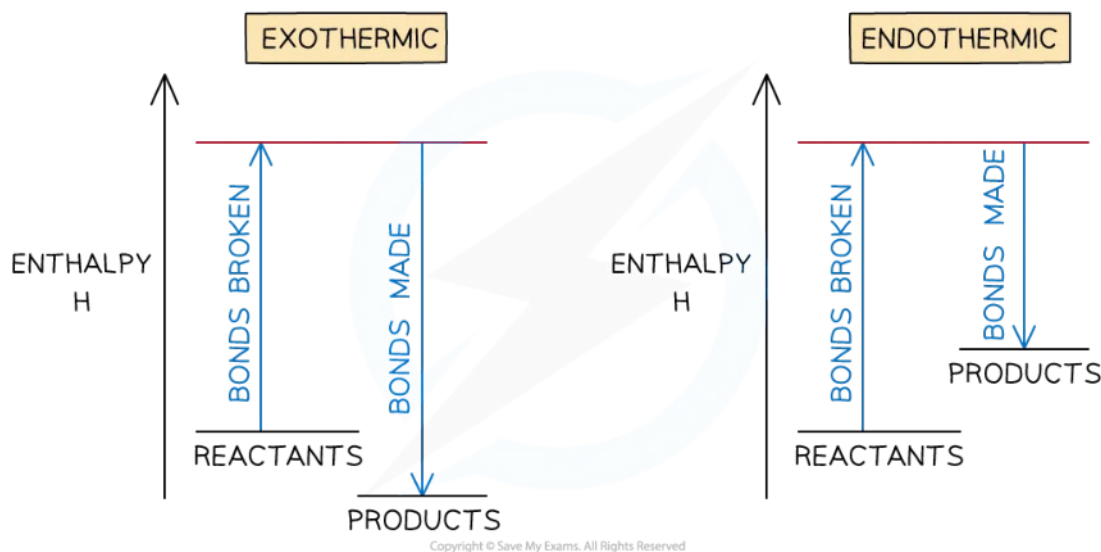 EXOTHERMIC
ENTHALPY
H
BONDS BROKEN
BONDS MADE
REACTANTS
PRODUCTS
ENDOTHERMIC
ENTHALPY
H
BONDS BROKEN
BONDS MADE
PRODUCTS
REACTANTS
Copyright © Save My Exams. All Rights Reserved